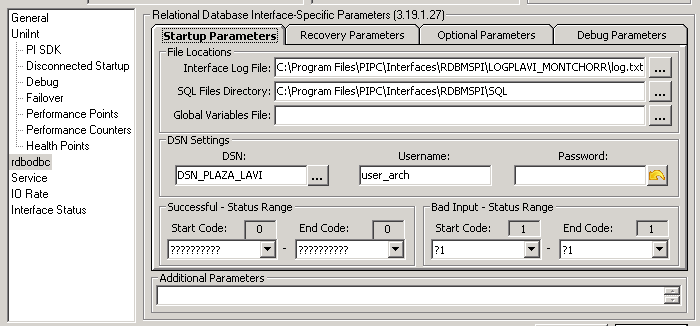 General
UniInt
PI SDK
Disconnected Startup
Debug
Failover
Performance Points
Performance Counters
Health Points
rdbodbc
Service
IO Rate
Interface Status
Relational Database Interface-Specific Parameters (3.19.1.27)
Startup Parameters Recovery Parameters Optional Parameters Debug Parameters
File Locations
Interface Log File: C:\Program Files\PIPC\Interfaces\RDBMSPI\LOGPLAVI_MONTCHORR\log.txt ...
SQL Files Directory: C:\Program Files\PIPC\Interfaces\RDBMSPI\SQL ...
Global Variables File: ...
DSN Settings
DSN: Username: Password:
DSN_PLAZA_LAVI ... user_arch
Successful - Status Range Bad Input - Status Range
Start Code: 0 End Code: 0 Start Code: 1 End Code: 1
?????????? - ?????????? ?1 - ?1
Additional Parameters